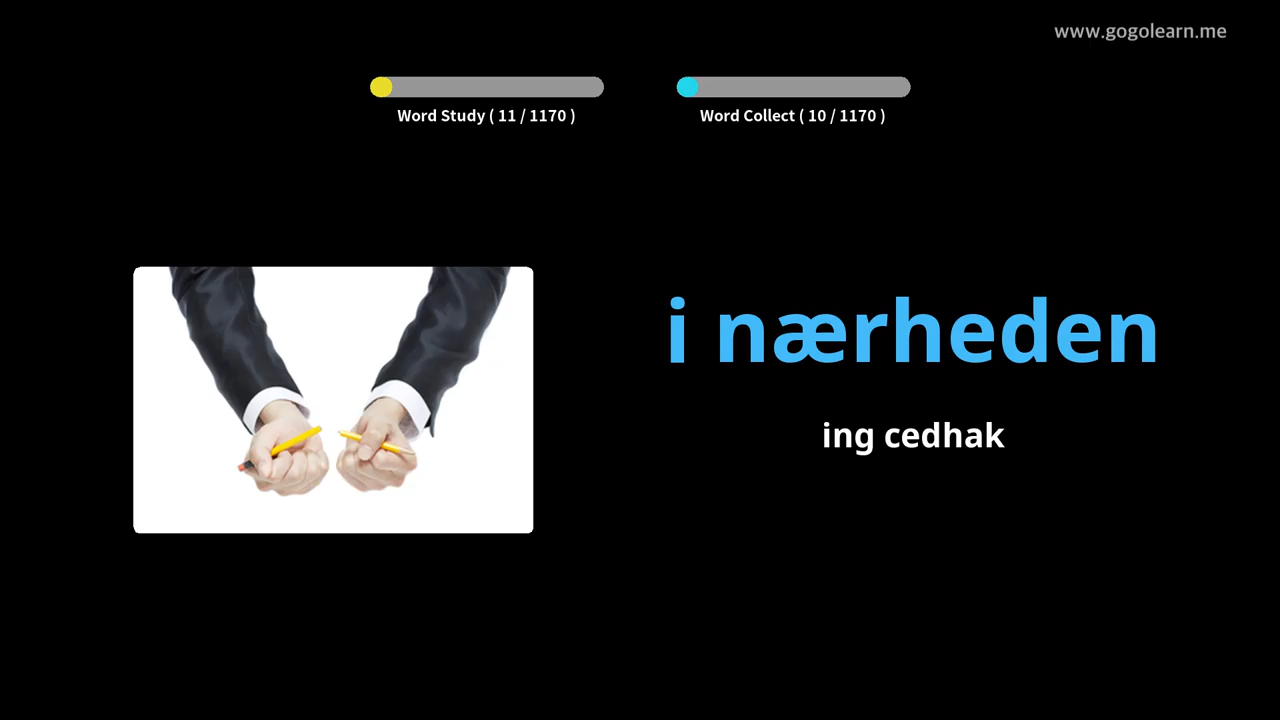 www.gogolearn.me
Word Study ( 11 / 1170 )
Word Collect ( 10 / 1170 )
i nærheden
ing cedhak